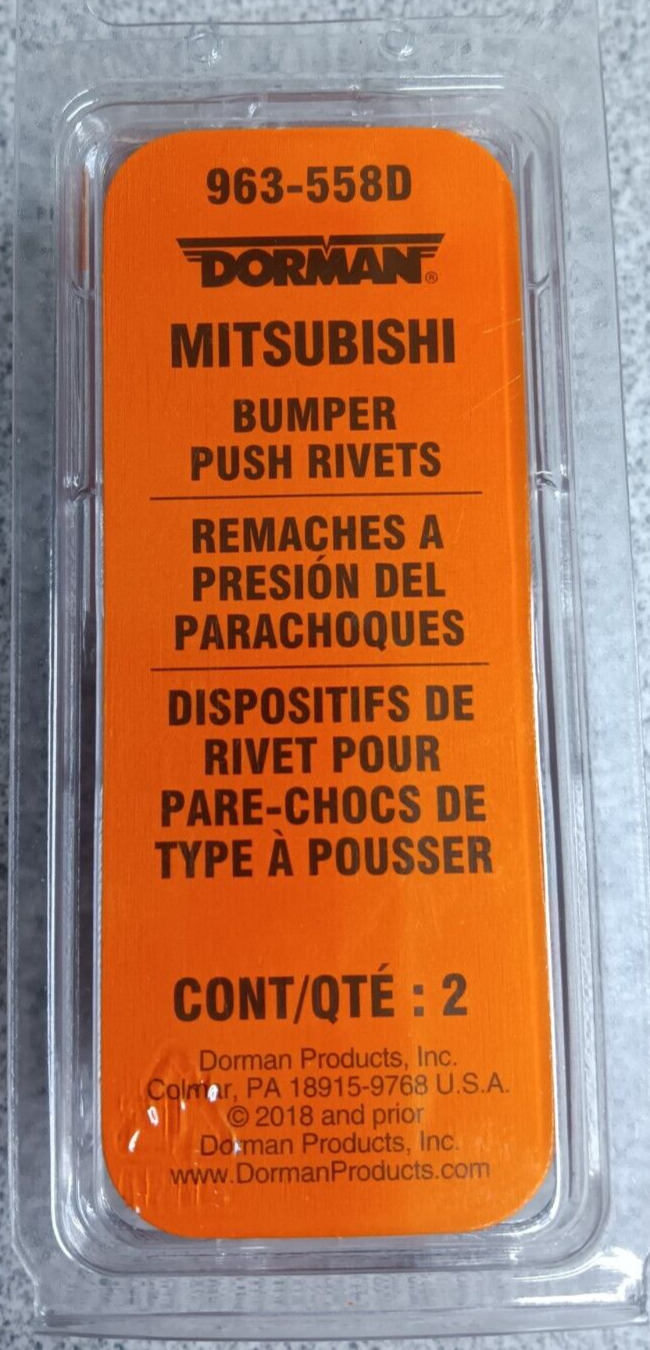 963-558D
DORMAN®
MITSUBISHI
BUMPER
PUSH RIVETS
REMACHES A
PRESIÓN DEL
PARACHOQUES
DISPOSITIFS DE
RIVET POUR
PARE-CHOCS DE
TYPE À POUSSER
CONT/QTÉ : 2
Dorman Products, Inc.
Colmar, PA 18915-9768 U.S.A.
© 2018 and prior
Dorman Products, Inc.
www.DormanProducts.com